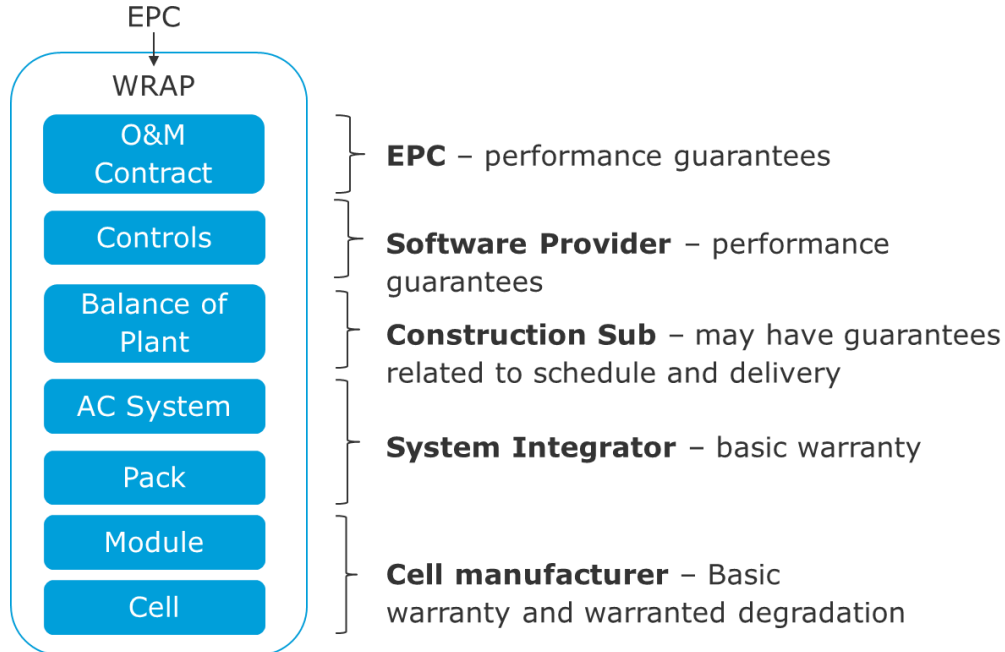 EPC
WRAP
O&M
Contract
EPC – performance guarantees
Controls
Software Provider – performance
guarantees
Balance of
Plant
Construction Sub – may have guarantees
related to schedule and delivery
AC System
Pack
System Integrator – basic warranty
Module
Cell
Cell manufacturer – Basic
warranty and warranted degradation